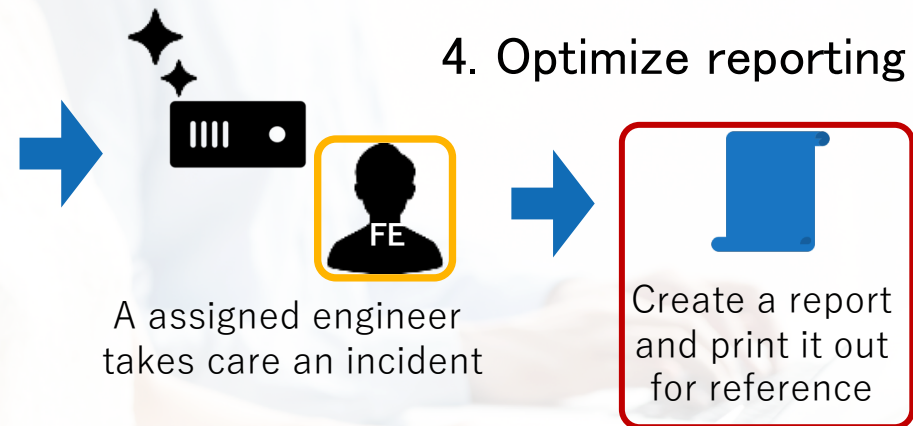 4. Optimize reporting
FE
A assigned engineer
takes care an incident
Create a report
and print it out
for reference